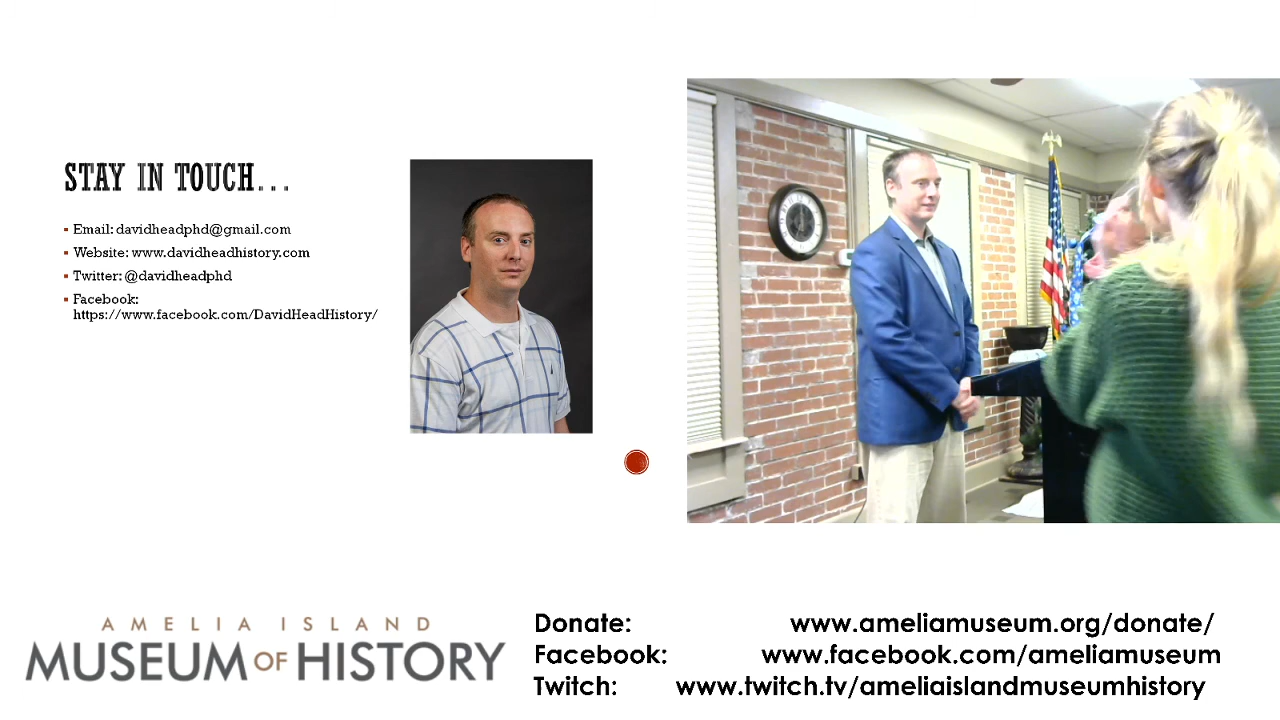 STAY IN TOUCH...
Email: davidheadphd@gmail.com
Website: www.davidheadhistory.com
Twitter: @davidheadphd
Facebook:
https://www.facebook.com/DavidHeadHistory/
AMELIA ISLAND
MUSEUM OF HISTORY
Donate: www.ameliamuseum.org/donate/
Facebook: www.facebook.com/ameliamuseum
Twitch: www.twitch.tv/ameliaislandmuseumhistory